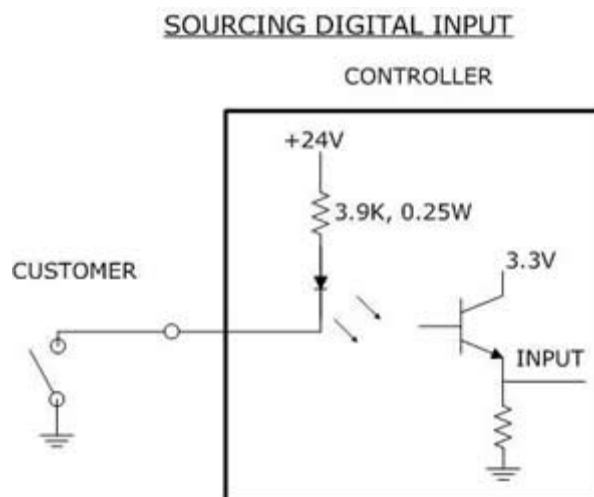 SOURCING DIGITAL INPUT
CONTROLLER
+24V
3.9K, 0.25W
CUSTOMER
3.3V
INPUT